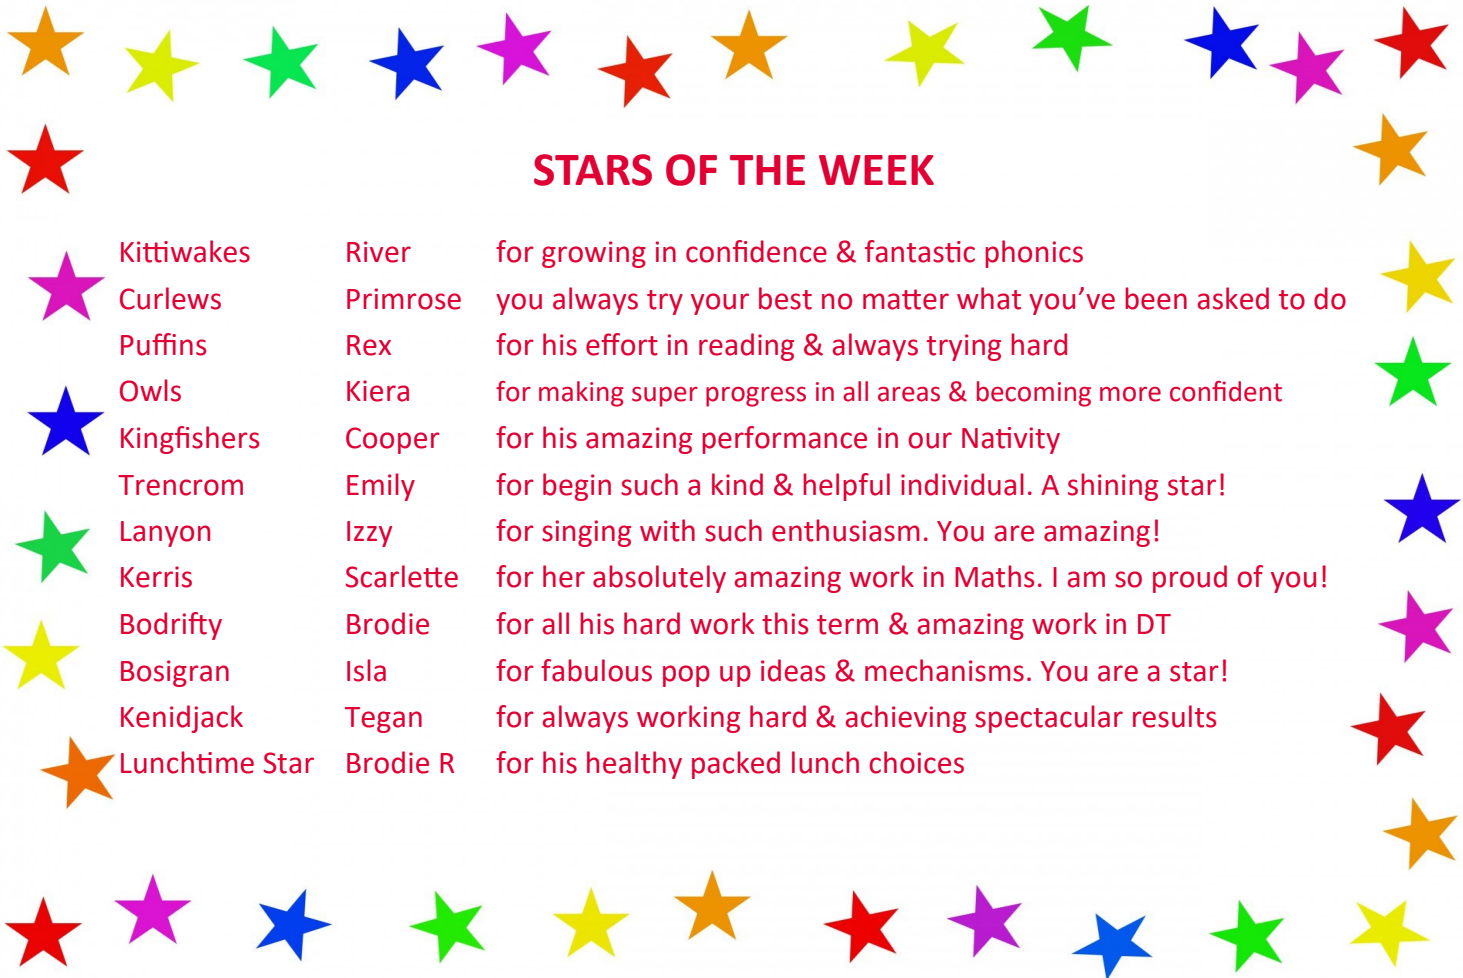 STARS OF THE WEEK
Kittiwakes River for growing in confidence & fantastic phonics
Curlews Primrose you always try your best no matter what you’ve been asked to do
Puffins Rex for his effort in reading & always trying hard
Owls Kiera for making super progress in all areas & becoming more confident
Kingfishers Cooper for his amazing performance in our Nativity
Trencrom Emily for begin such a kind & helpful individual. A shining star!
Lanyon Izzy for singing with such enthusiasm. You are amazing!
Kerris Scarlette for her absolutely amazing work in Maths. I am so proud of you!
Bodrifty Brodie for all his hard work this term & amazing work in DT
Bosigran Isla for fabulous pop up ideas & mechanisms. You are a star!
Kenidjack Tegan for always working hard & achieving spectacular results
Lunchtime Star Brodie R for his healthy packed lunch choices